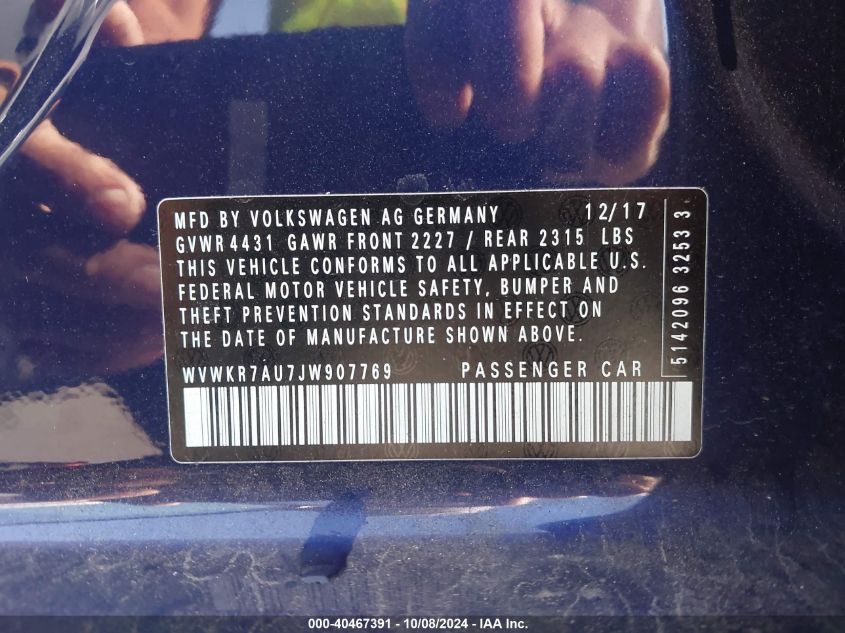 MFD BY VOLKSWAGEN AG GERMANY 12/17
GVWR 4431 GAWR FRONT 2227 / REAR 2315 LBS
THIS VEHICLE CONFORMS TO ALL APPLICABLE U.S.
FEDERAL MOTOR VEHICLE SAFETY, BUMPER AND
THEFT PREVENTION STANDARDS IN EFFECT ON
THE DATE OF MANUFACTURE SHOWN ABOVE.
WVWKR7AU7JW907769 PASSENGER CAR
5142096 3253 3
000-40467391 - 10/08/2024 - IAA Inc.